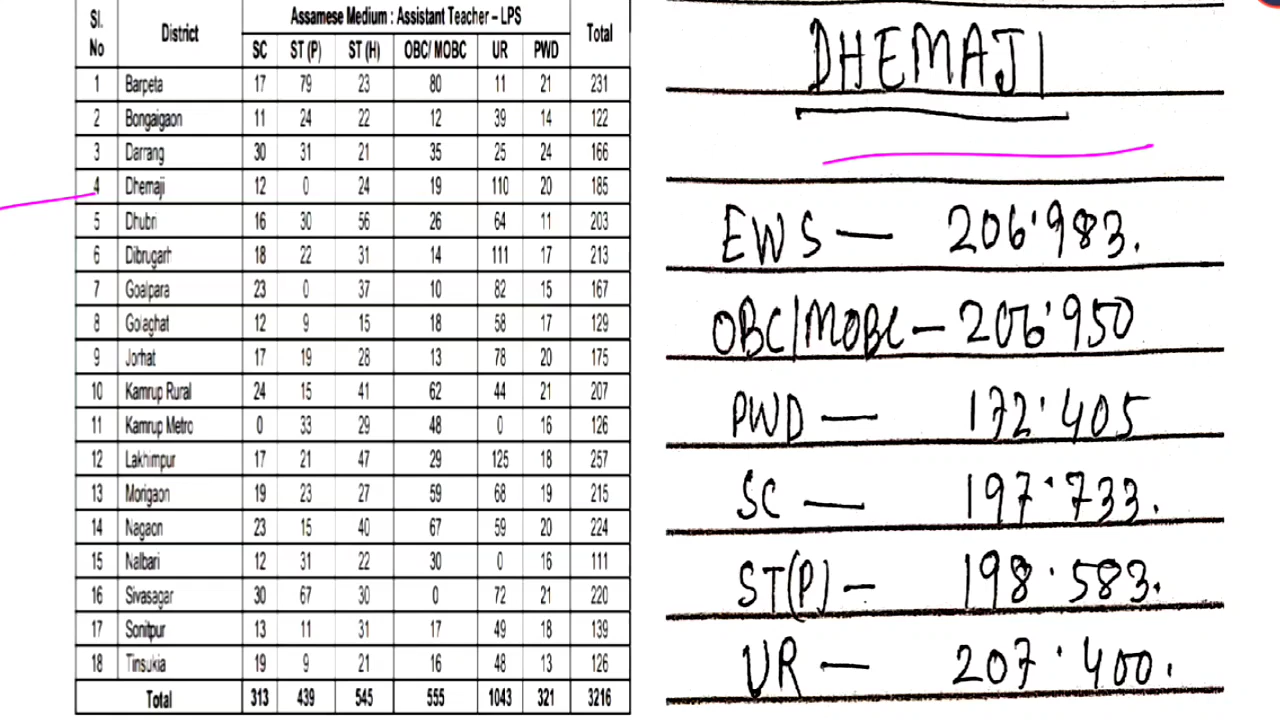 Sl. No District Assamese Medium : Assistant Teacher – LPS Total
SC ST (P) ST (H) OBC/ MOBC UR PWD
1 Barpeta 17 79 23 80 11 21 231
2 Bongaigaon 11 24 22 12 39 14 122
3 Darrang 30 31 21 35 25 24 166
4 Dhemaji 12 0 24 19 110 20 185
5 Dhubri 16 30 56 26 64 11 203
6 Dibrugarh 18 22 31 14 111 17 213
7 Goalpara 23 0 37 10 82 15 167
8 Golaghat 12 9 15 18 58 17 129
9 Jorhat 17 19 28 13 78 20 175
10 Kamrup Rural 24 15 41 62 44 21 207
11 Kamrup Metro 0 33 29 48 0 16 126
12 Lakhimpur 17 21 47 29 125 18 257
13 Morigaon 19 23 27 59 68 19 215
14 Nagaon 23 15 40 67 59 20 224
15 Nalbari 12 31 22 30 0 16 111
16 Sivasagar 30 67 30 0 72 21 220
17 Sonitpur 13 11 31 17 49 18 139
18 Tinsukia 19 9 21 16 48 13 126
Total 313 439 545 555 1043 321 3216
DHEMAJI
EWS — 206·983.
OBC/MOBC – 206·950
PWD — 172·405
SC — 197·733.
ST(P) – 198·583.
UR — 207·400.